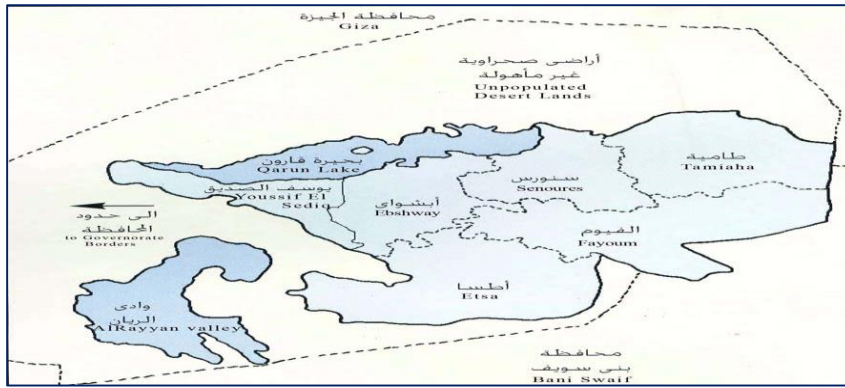 محافظة الجيزة
Giza
أراضى صحراوية
غير مأهولة
Unpopulated
Desert Lands
طامية
Tamiaha
بحيرة قارون
Qarun Lake
سنورس
Senoures
يوسف الصديق
Youssif El
Sediq
أبشواى
Ebshway
الى حدود
المحافظة
to Governorate
Borders
الفيوم
Fayoum
أطسا
Etsa
وادى
الريان
AlRayyan valley
محافظة
بنى سويف
Bani Swaif